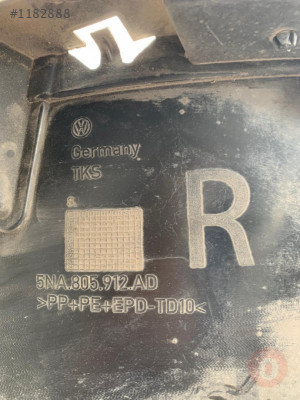 #1182888
Germany
TKS
R
5NA.805.912.AD
>PP+PE+EPD-TD10<